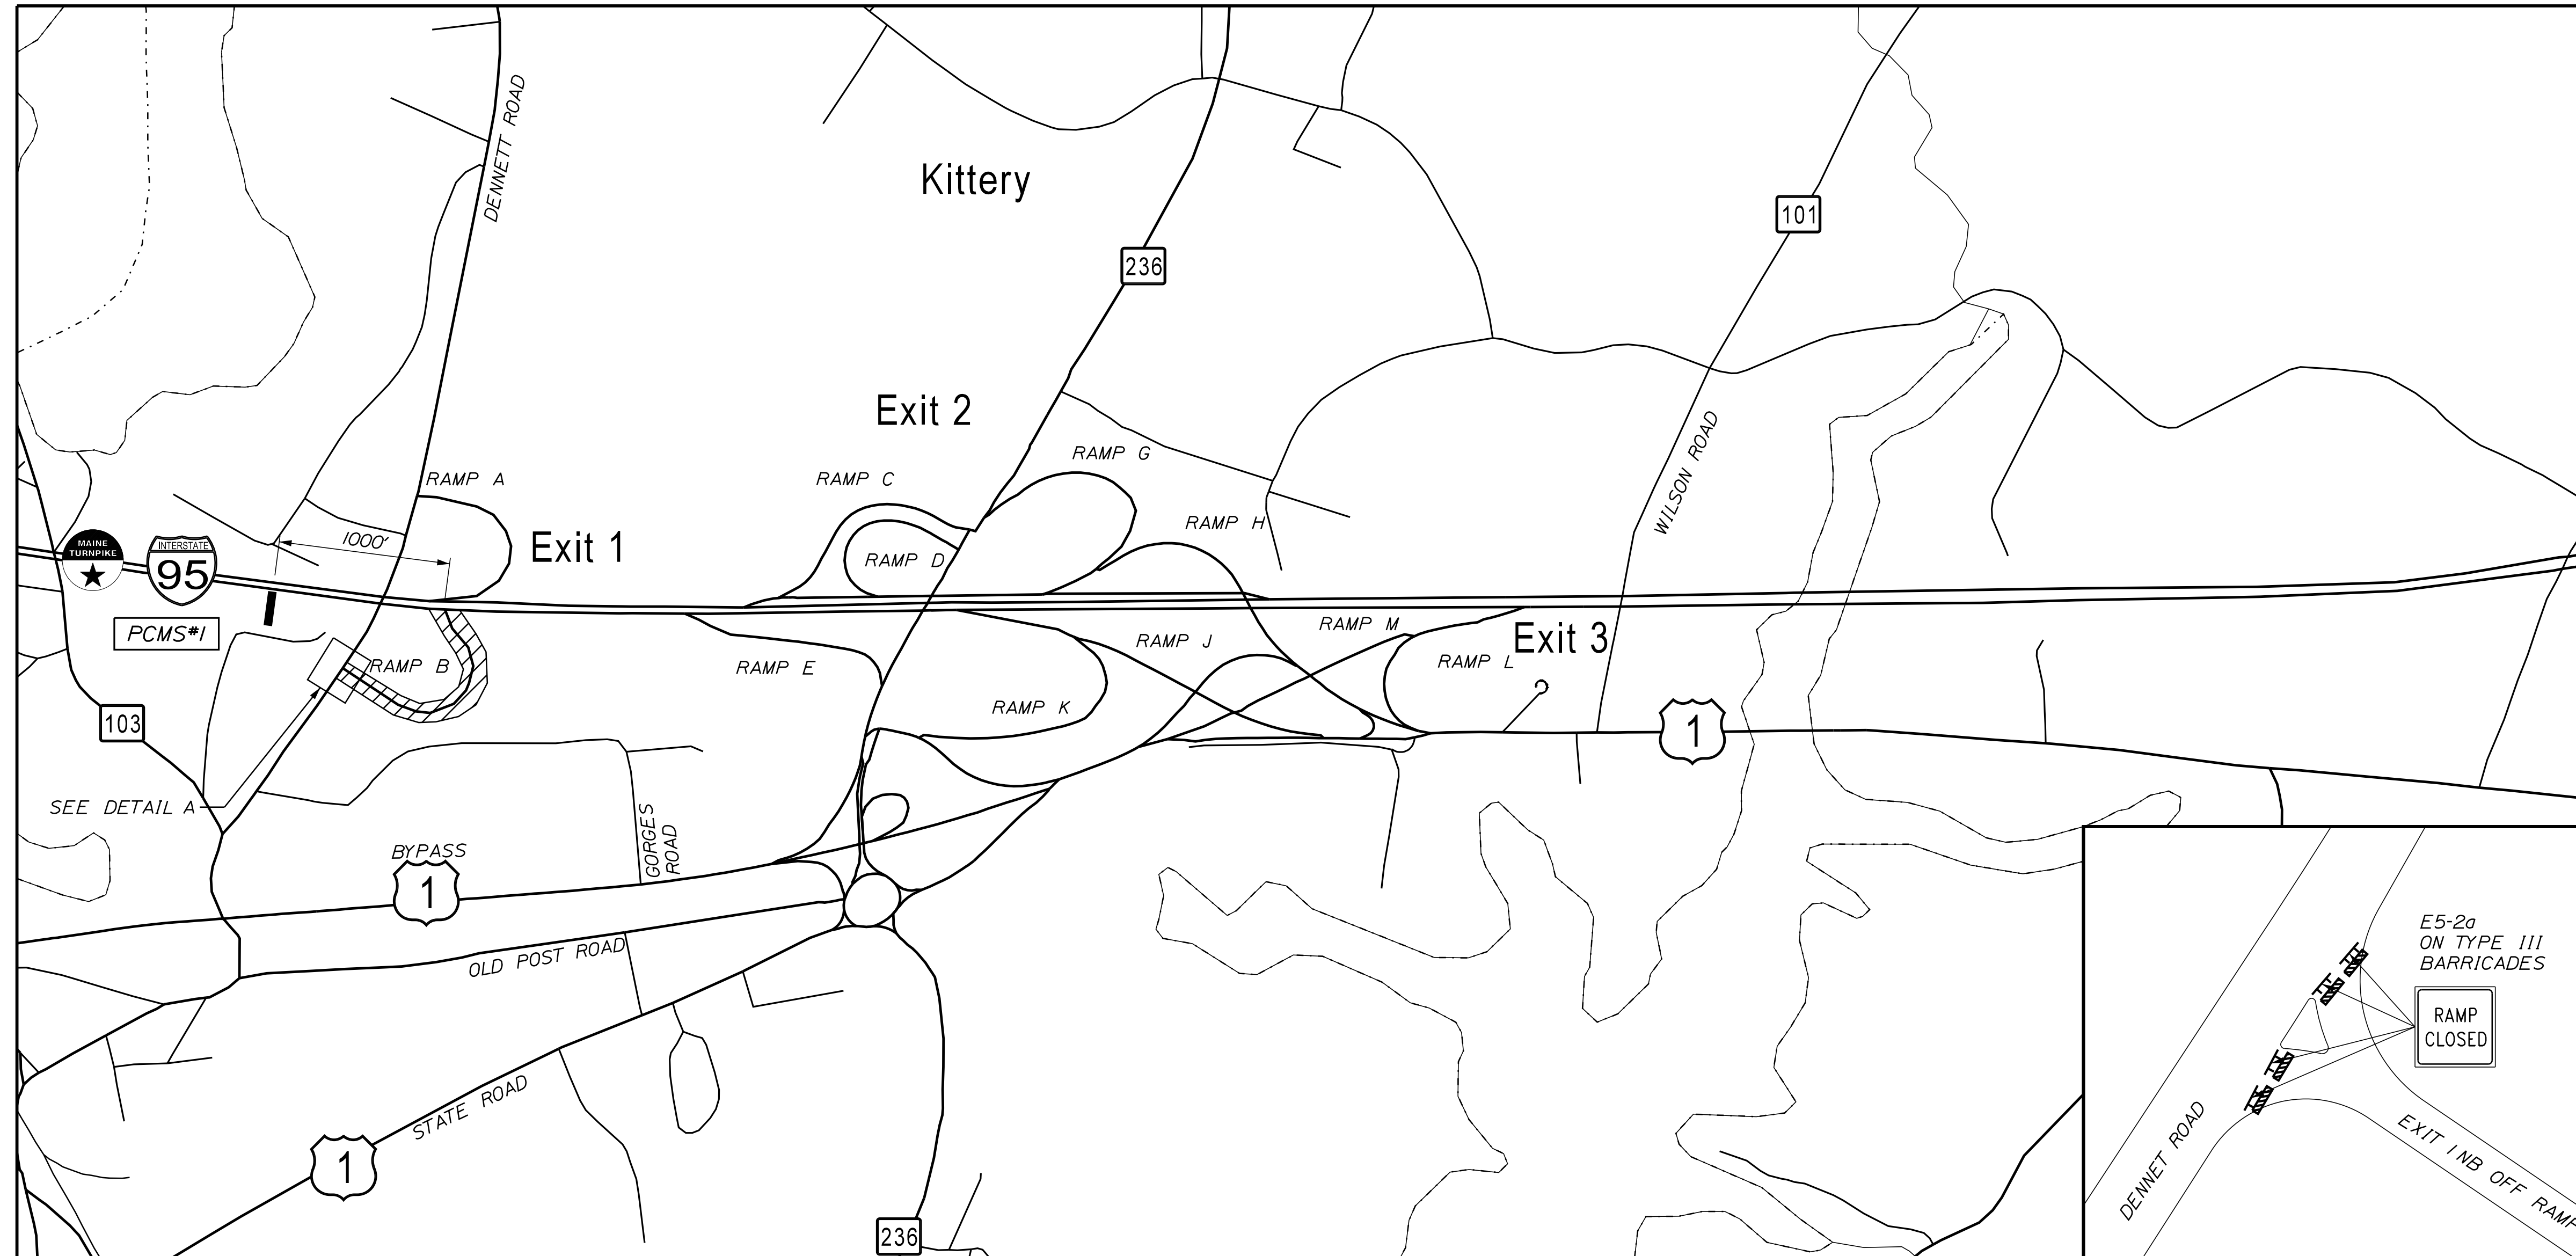 DENNETT ROAD
Kittery
236
101
Exit 2
RAMP G
RAMP C
RAMP A
RAMP H
WILSON ROAD
1000'
Exit 1
RAMP D
MAINE
TURNPIKE
INTERSTATE
95
PCMS#1
RAMP M
RAMP J
Exit 3
RAMP L
RAMP B
RAMP E
RAMP K
103
1
SEE DETAIL A
GORGES
ROAD
BYPASS
1
OLD POST ROAD
STATE ROAD
1
236
E5-2a
ON TYPE III
BARRICADES
RAMP
CLOSED
DENNET ROAD
EXIT 1 NB OFF RAMP